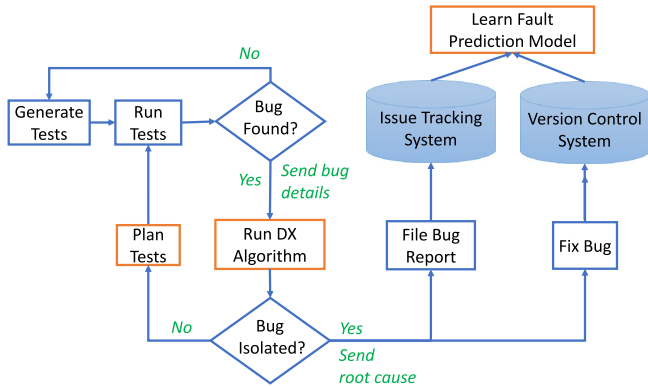 Learn Fault
Prediction Model
No
Generate
Tests
Run
Tests
Bug
Found?
Issue Tracking
System
Version Control
System
Yes
Send bug
details
Plan
Tests
Run DX
Algorithm
File Bug
Report
Fix Bug
No
Bug
Isolated?
Yes
Send
root cause